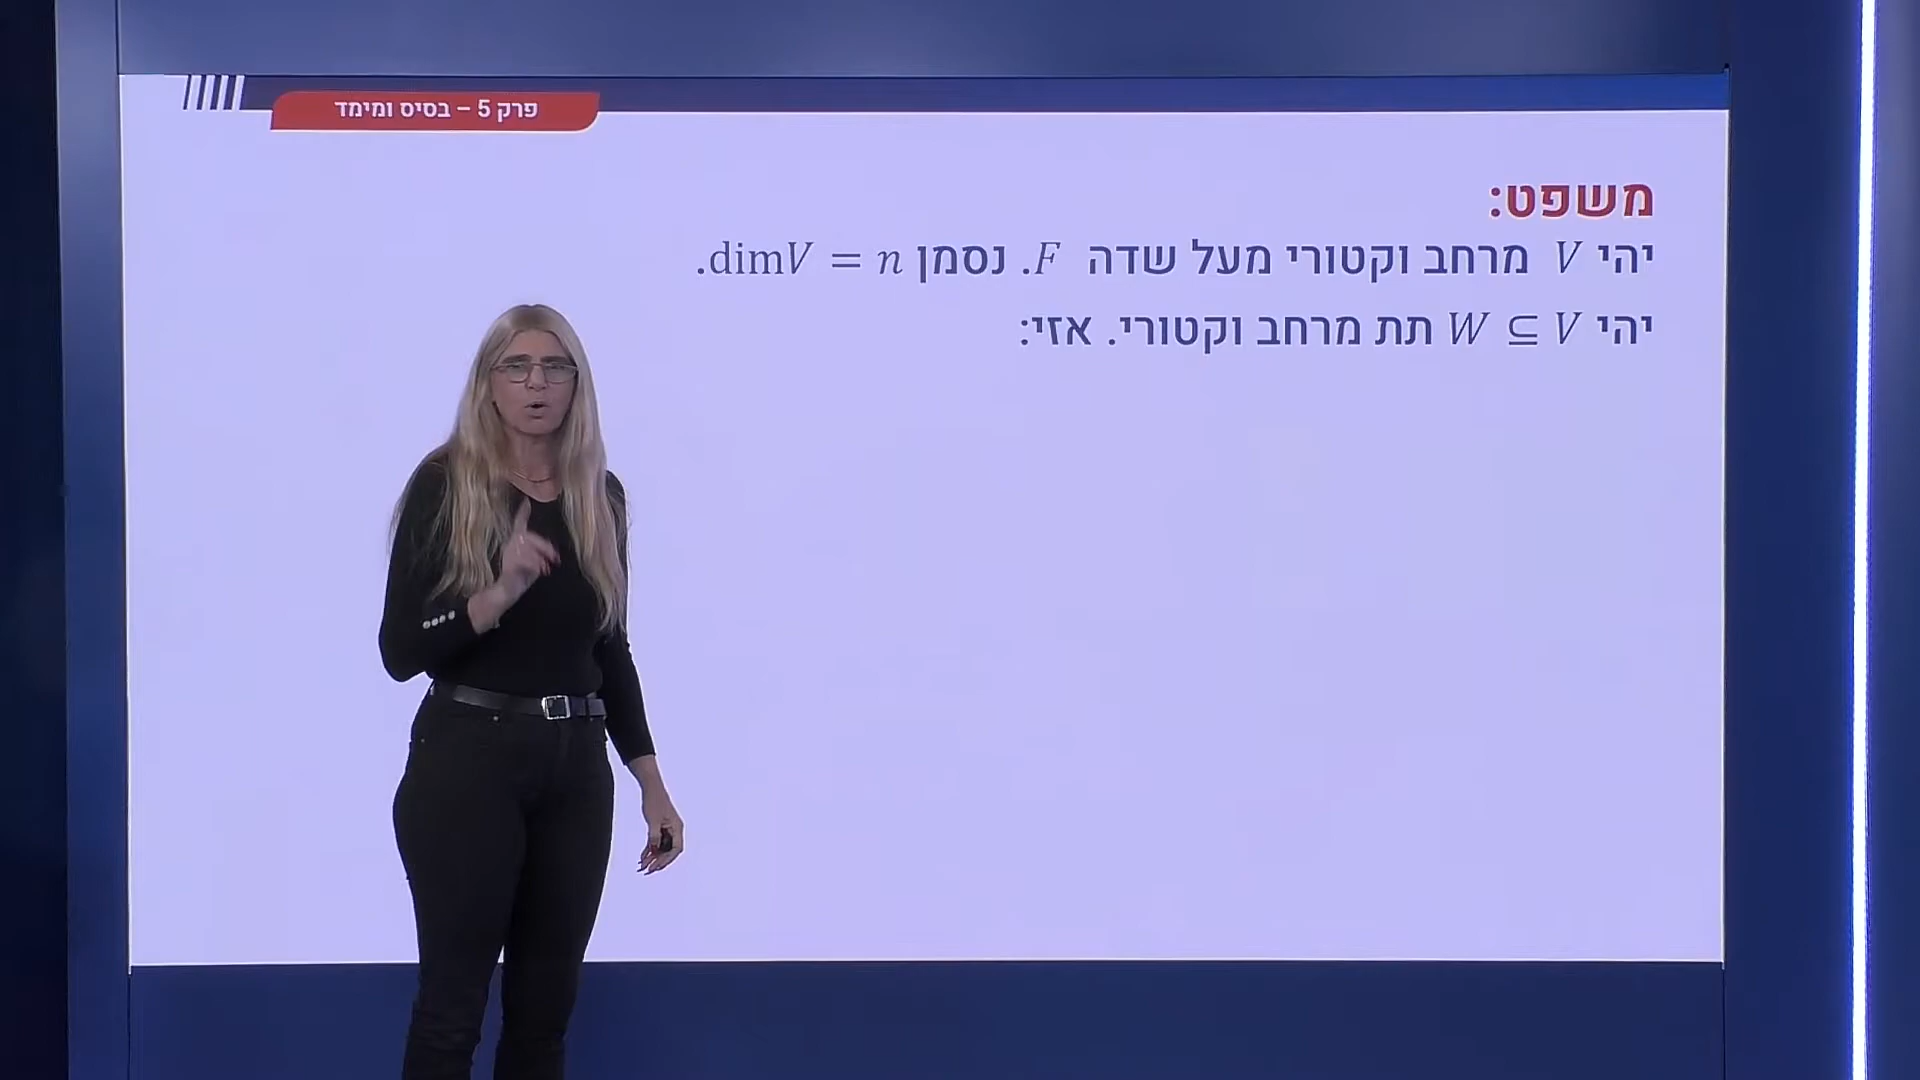 פרק 5 – בסיס ומימד
משפט:
יהי V מרחב וקטורי מעל שדה F. נסמן dimV = n.
יהי W ⊆ V תת מרחב וקטורי. אזי: